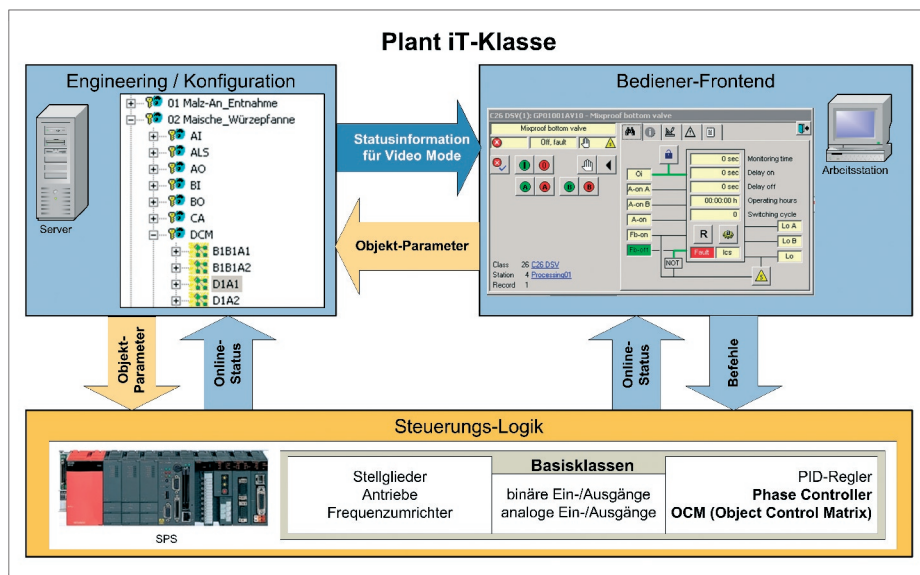 Plant iT-Klasse
Engineering / Konfiguration
01 Malz-An_Entnahme
02 Maische_Würzepfanne
AI
ALS
AO
BI
BO
CA
DCM
B1B1A1
B1B1A2
D1A1
D1A2
Server
Statusinformation
für Video Mode
Objekt-Parameter
Bediener-Frontend
C26 DSV(1): GP01001AV10 - Mixproof bottom valve
Mixproof bottom valve
Off, fault
I
0
A
A
B
B
Class 26 C26 DSV
Station 4 Processing01
Record 1
Oi
A-on A
A-on B
A-on
Fb-on
Fb-off
NOT
0 sec Monitoring time
0 sec Delay on
0 sec Delay off
00:00:00 h Operating hours
0 Switching cycle
R
Fault
Ics
Lo A
Lo B
Lo
Arbeitsstation
Objekt-
Parameter
Online-
Status
Online-
Status
Befehle
Steuerungs-Logik
SPS
Stellglieder
Antriebe
Frequenzumrichter
Basisklassen
binäre Ein-/Ausgänge
analoge Ein-/Ausgänge
PID-Regler
Phase Controller
OCM (Object Control Matrix)